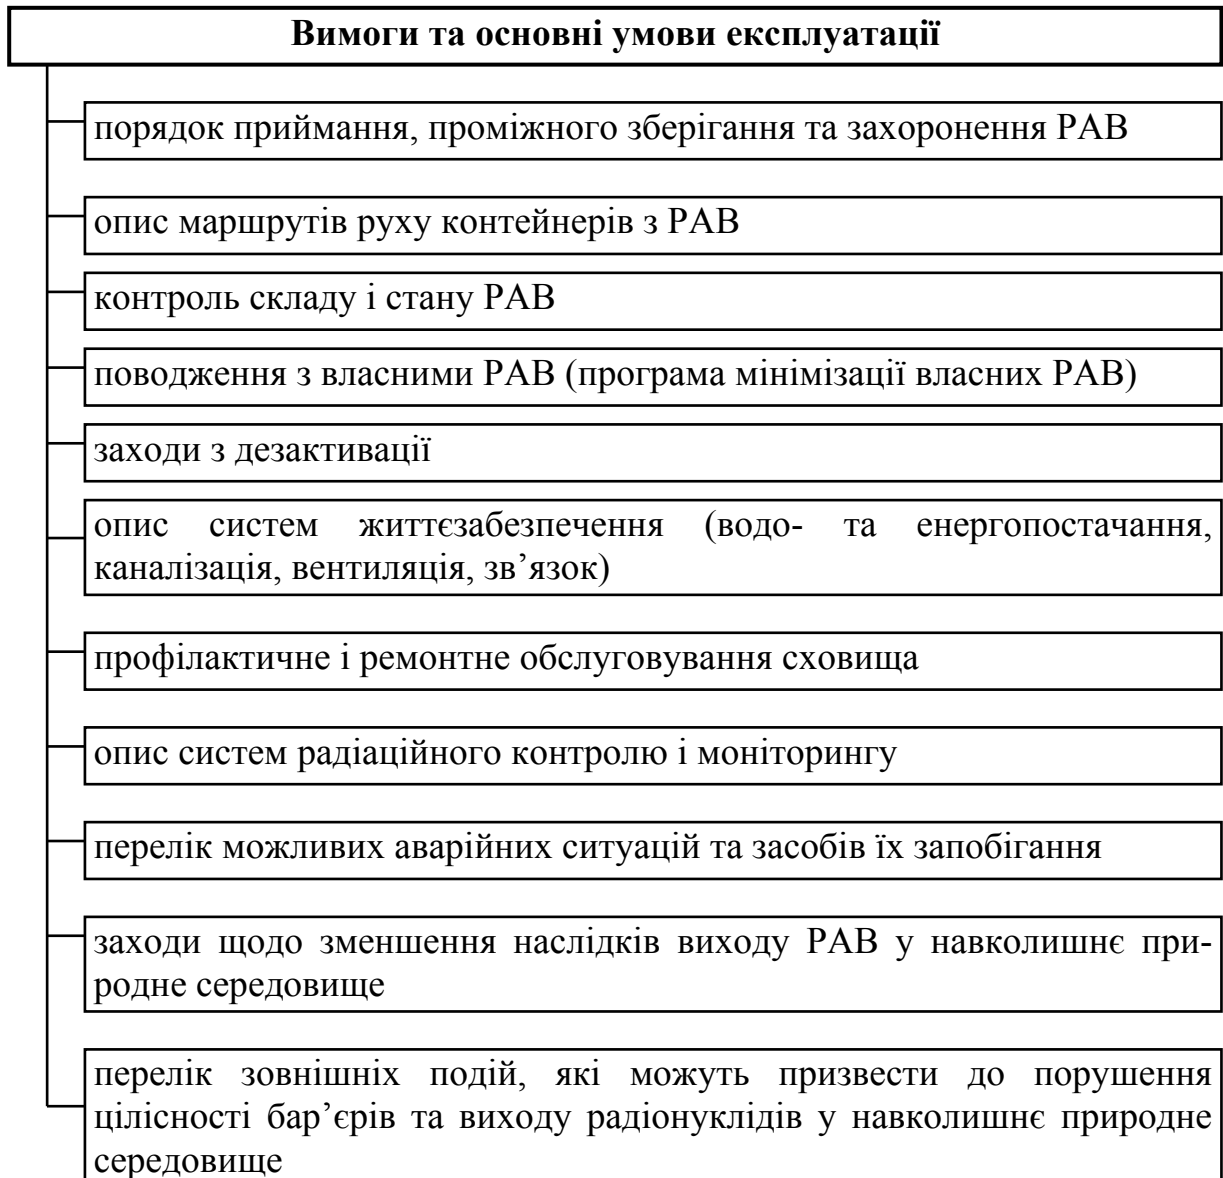 Вимоги та основні умови експлуатації
порядок приймання, проміжного зберігання та захоронення РАВ
опис маршрутів руху контейнерів з РАВ
контроль складу і стану РАВ
поводження з власними РАВ (програма мінімізації власних РАВ)
заходи з дезактивації
опис систем життєзабезпечення (водо- та енергопостачання,
каналізація, вентиляція, зв’язок)
профілактичне і ремонтне обслуговування сховища
опис систем радіаційного контролю і моніторингу
перелік можливих аварійних ситуацій та засобів їх запобігання
заходи щодо зменшення наслідків виходу РАВ у навколишнє при-
родне середовище
перелік зовнішніх подій, які можуть призвести до порушення
цілісності бар’єрів та виходу радіонуклідів у навколишнє природне
середовище